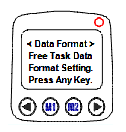 < Data Format >
Free Task Data
Format Setting.
Press Any Key.
M1 M2